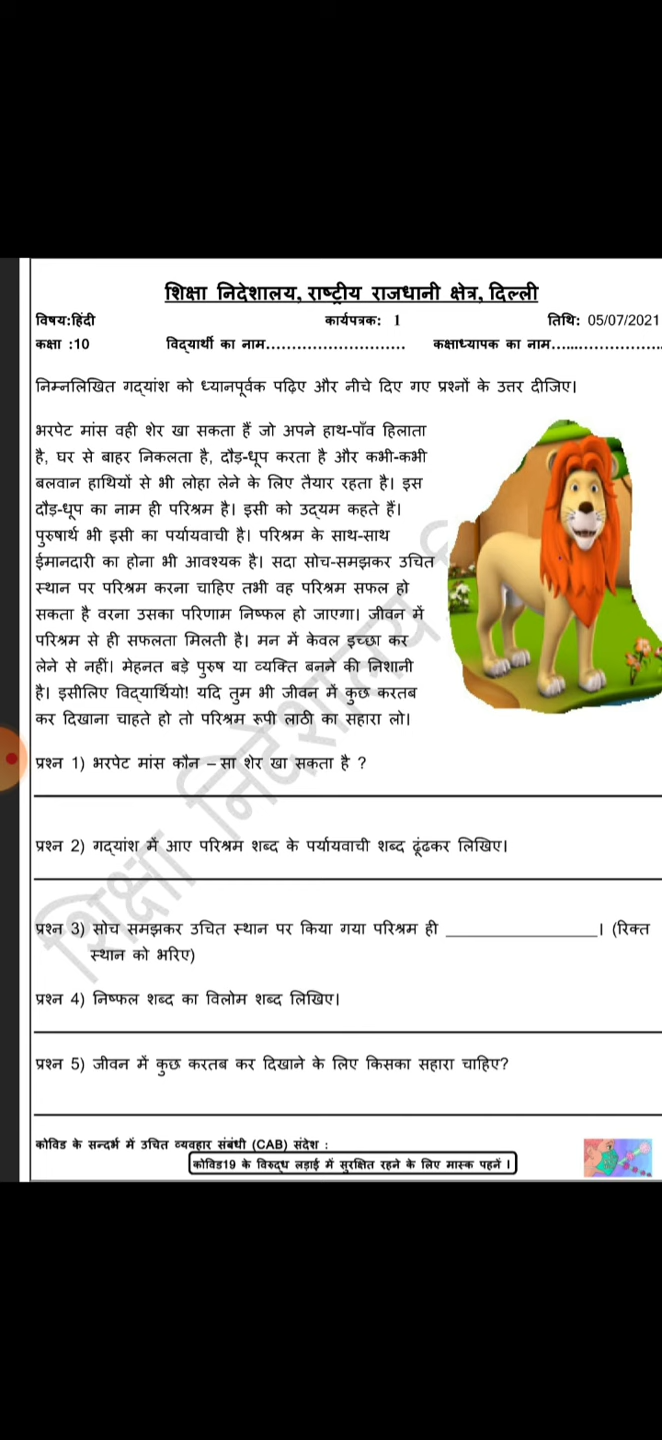 शिक्षा निदेशालय, राष्ट्रीय राजधानी क्षेत्र, दिल्ली
विषय:हिंदी कार्यपत्रक: 1 तिथि: 05/07/2021
कक्षा :10 विद्यार्थी का नाम........................... कक्षाध्यापक का नाम......................
निम्नलिखित गद्यांश को ध्यानपूर्वक पढ़िए और नीचे दिए गए प्रश्नों के उत्तर दीजिए।
भरपेट मांस वही शेर खा सकता हैं जो अपने हाथ-पाँव हिलाता
है, घर से बाहर निकलता है, दौड़-धूप करता है और कभी-कभी
बलवान हाथियों से भी लोहा लेने के लिए तैयार रहता है। इस
दौड़-धूप का नाम ही परिश्रम है। इसी को उद्यम कहते हैं।
पुरुषार्थ भी इसी का पर्यायवाची है। परिश्रम के साथ-साथ
ईमानदारी का होना भी आवश्यक है। सदा सोच-समझकर उचित
स्थान पर परिश्रम करना चाहिए तभी वह परिश्रम सफल हो
सकता है वरना उसका परिणाम निष्फल हो जाएगा। जीवन में
परिश्रम से ही सफलता मिलती है। मन में केवल इच्छा कर
लेने से नहीं। मेहनत बड़े पुरुष या व्यक्ति बनने की निशानी
है। इसीलिए विद्यार्थियो! यदि तुम भी जीवन में कुछ करतब
कर दिखाना चाहते हो तो परिश्रम रूपी लाठी का सहारा लो।
प्रश्न 1) भरपेट मांस कौन – सा शेर खा सकता है ?
प्रश्न 2) गद्यांश में आए परिश्रम शब्द के पर्यायवाची शब्द ढूंढकर लिखिए।
प्रश्न 3) सोच समझकर उचित स्थान पर किया गया परिश्रम ही ________________। (रिक्त
स्थान को भरिए)
प्रश्न 4) निष्फल शब्द का विलोम शब्द लिखिए।
प्रश्न 5) जीवन में कुछ करतब कर दिखाने के लिए किसका सहारा चाहिए?
कोविड के सन्दर्भ में उचित व्यवहार संबंधी (CAB) संदेश :
कोविड19 के विरुद्ध लड़ाई में सुरक्षित रहने के लिए मास्क पहनें ।
शिक्षा निदेशालय